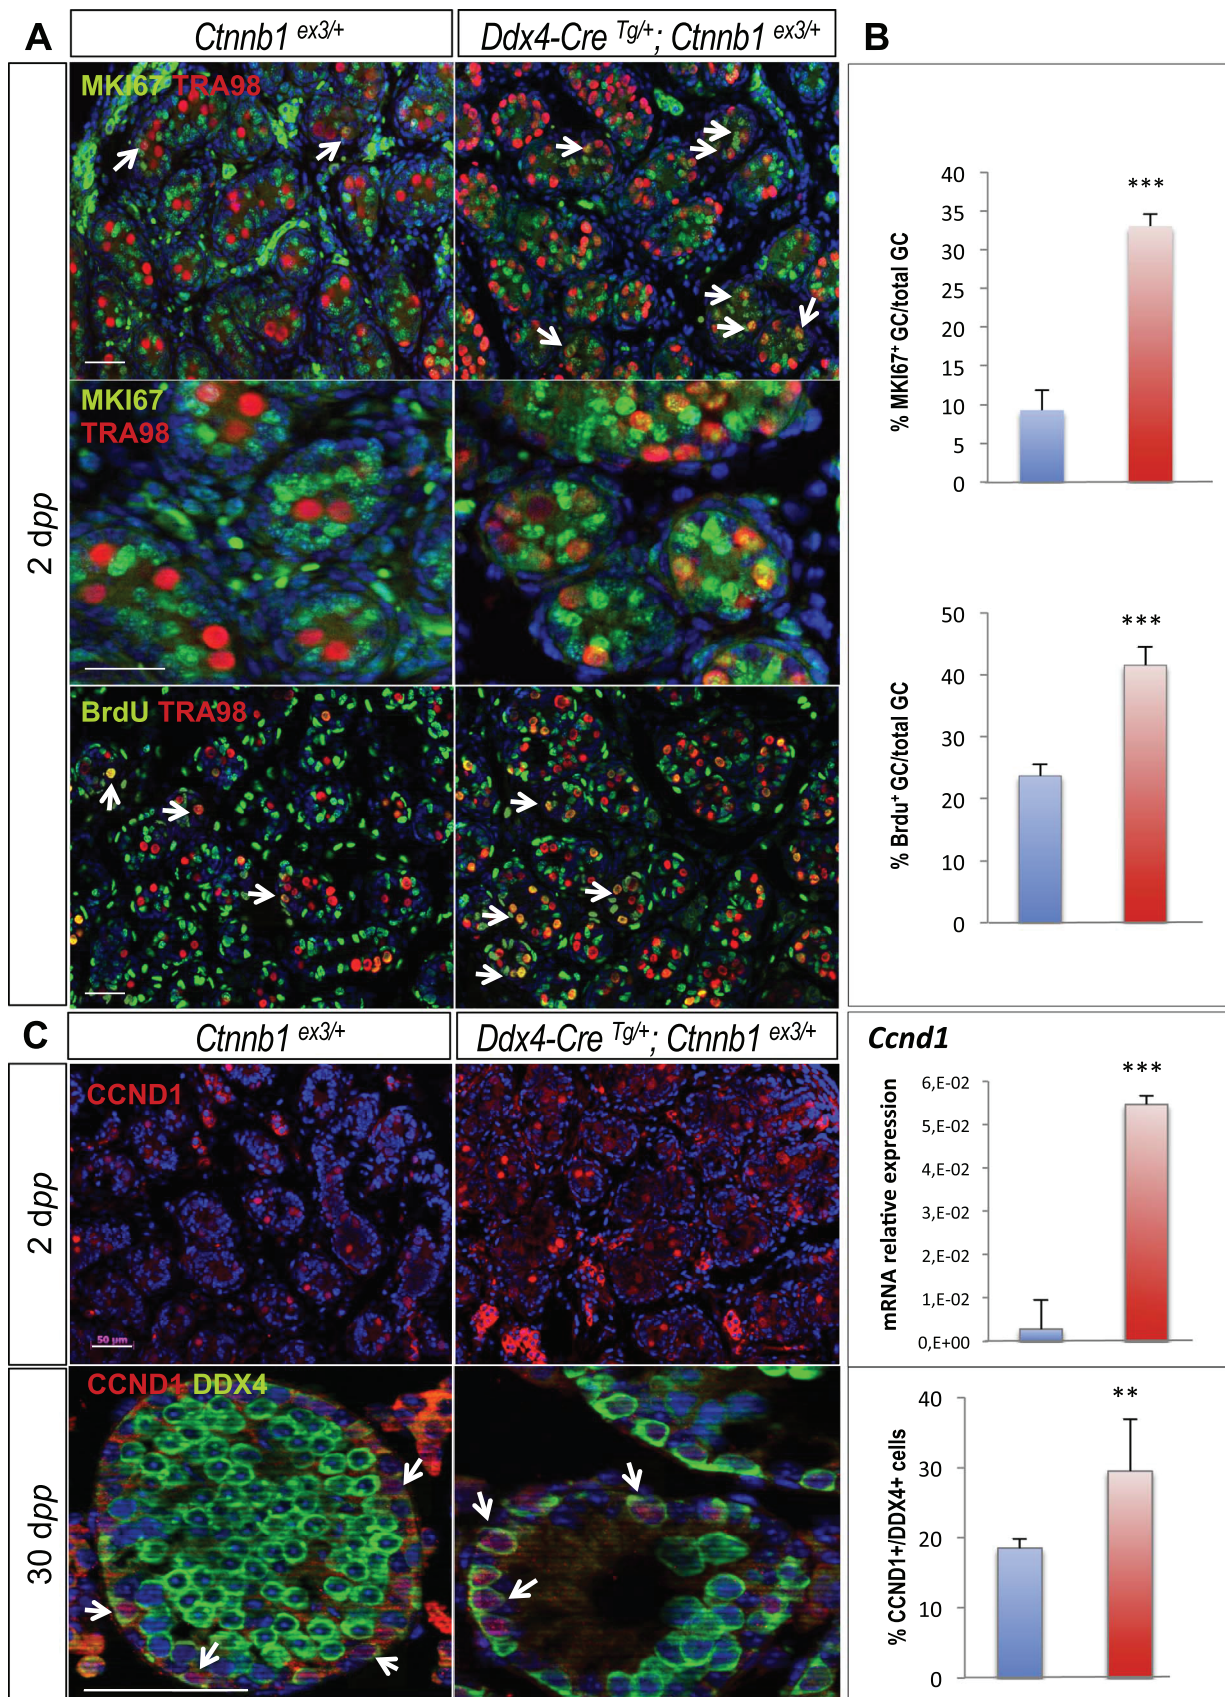 A
Ctnnb1 ex3/+
Ddx4-Cre Tg/+; Ctnnb1 ex3/+
B
2 dpp
MKI67 TRA98
MKI67
TRA98
BrdU TRA98
% MKI67+ GC/total GC
40
35
30
25
20
15
10
5
0
***
% Brdu+ GC/total GC
50
40
30
20
10
0
***
C
Ctnnb1 ex3/+
Ddx4-Cre Tg/+; Ctnnb1 ex3/+
2 dpp
CCND1
50 µm
Ccnd1
mRNA relative expression
6,E-02
5,E-02
4,E-02
3,E-02
2,E-02
1,E-02
0,E+00
***
30 dpp
CCND1 DDX4
% CCND1+/DDX4+ cells
40
30
20
10
0
**